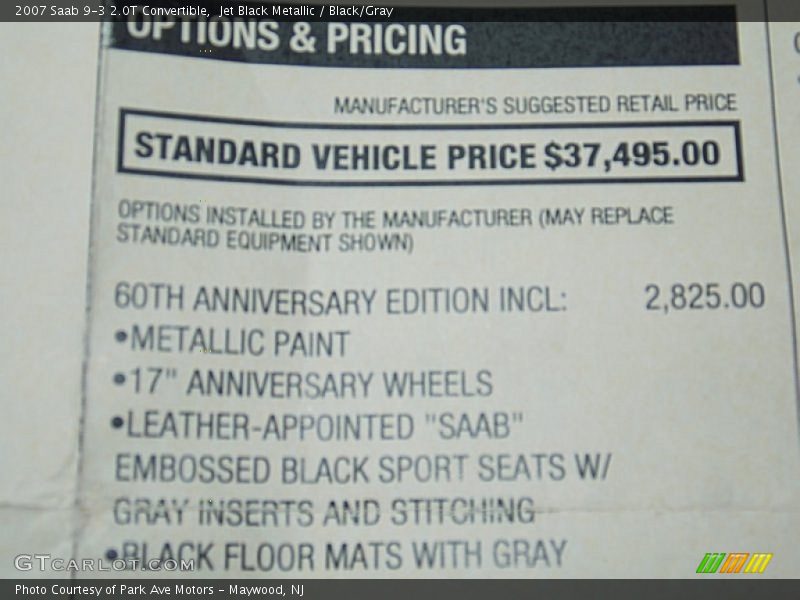 2007 Saab 9-3 2.0T Convertible, Jet Black Metallic / Black/Gray
OPTIONS & PRICING
MANUFACTURER'S SUGGESTED RETAIL PRICE
STANDARD VEHICLE PRICE $37,495.00
OPTIONS INSTALLED BY THE MANUFACTURER (MAY REPLACE
STANDARD EQUIPMENT SHOWN)
60TH ANNIVERSARY EDITION INCL: 2,825.00
•METALLIC PAINT
•17" ANNIVERSARY WHEELS
•LEATHER-APPOINTED "SAAB"
EMBOSSED BLACK SPORT SEATS W/
GRAY INSERTS AND STITCHING
•BLACK FLOOR MATS WITH GRAY
GTCARLOT.COM
Photo Courtesy of Park Ave Motors - Maywood, NJ